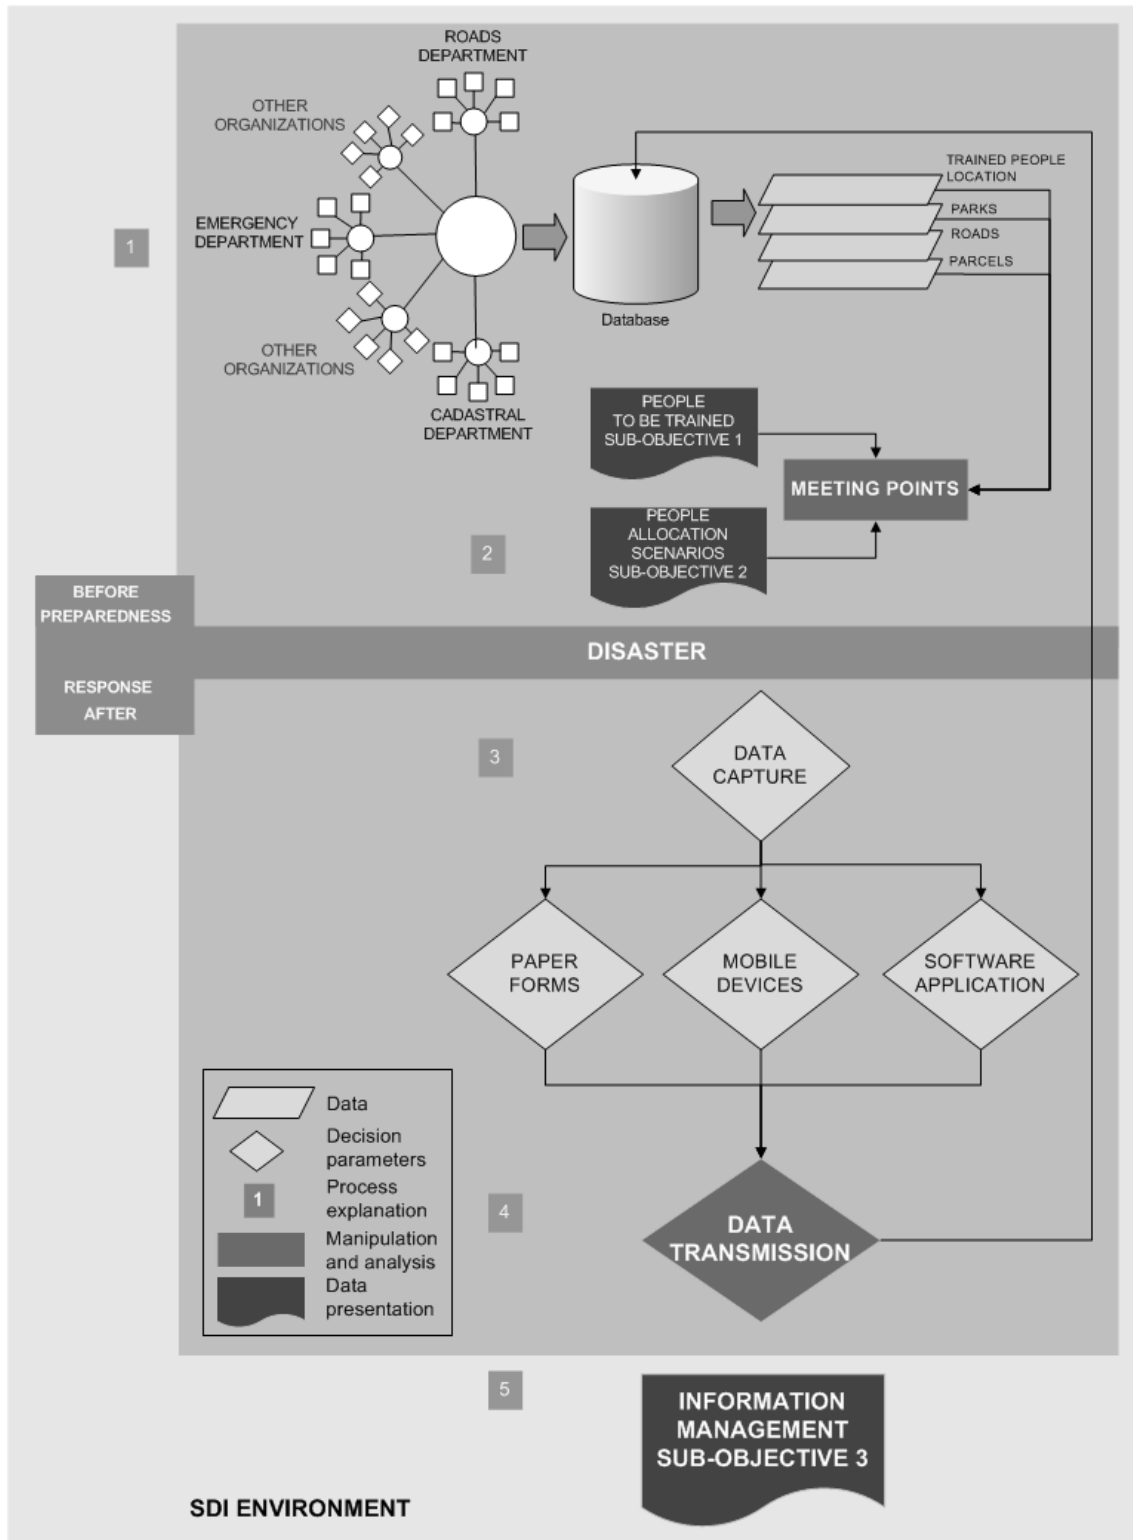 ROADS
DEPARTMENT
OTHER
ORGANIZATIONS
EMERGENCY
DEPARTMENT
OTHER
ORGANIZATIONS
CADASTRAL
DEPARTMENT
1
Database
TRAINED PEOPLE
LOCATION
PARKS
ROADS
PARCELS
PEOPLE
TO BE TRAINED
SUB-OBJECTIVE 1
MEETING POINTS
2
PEOPLE
ALLOCATION
SCENARIOS
SUB-OBJECTIVE 2
BEFORE
PREPAREDNESS
DISASTER
RESPONSE
AFTER
3
DATA
CAPTURE
PAPER
FORMS
MOBILE
DEVICES
SOFTWARE
APPLICATION
Data
Decision
parameters
1
Process
explanation
Manipulation
and analysis
Data
presentation
4
DATA
TRANSMISSION
5
INFORMATION
MANAGEMENT
SUB-OBJECTIVE 3
SDI ENVIRONMENT